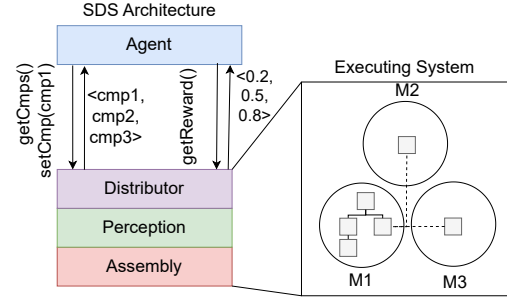 SDS Architecture
Agent
getCmps()
setCmp(cmp1)
<cmp1,
cmp2,
cmp3>
getReward()
<0.2,
0.5,
0.8>
Distributor
Perception
Assembly
Executing System
M2
M1
M3